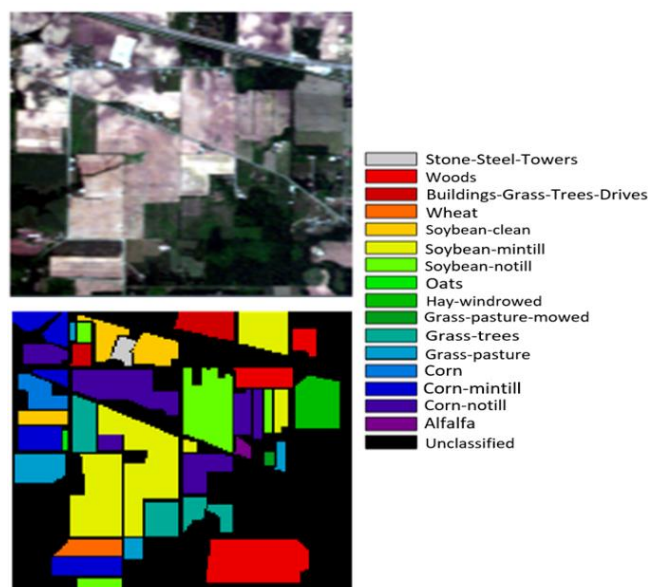 Stone-Steel-Towers
Woods
Buildings-Grass-Trees-Drives
Wheat
Soybean-clean
Soybean-mintill
Soybean-notill
Oats
Hay-windrowed
Grass-pasture-mowed
Grass-trees
Grass-pasture
Corn
Corn-mintill
Corn-notill
Alfalfa
Unclassified